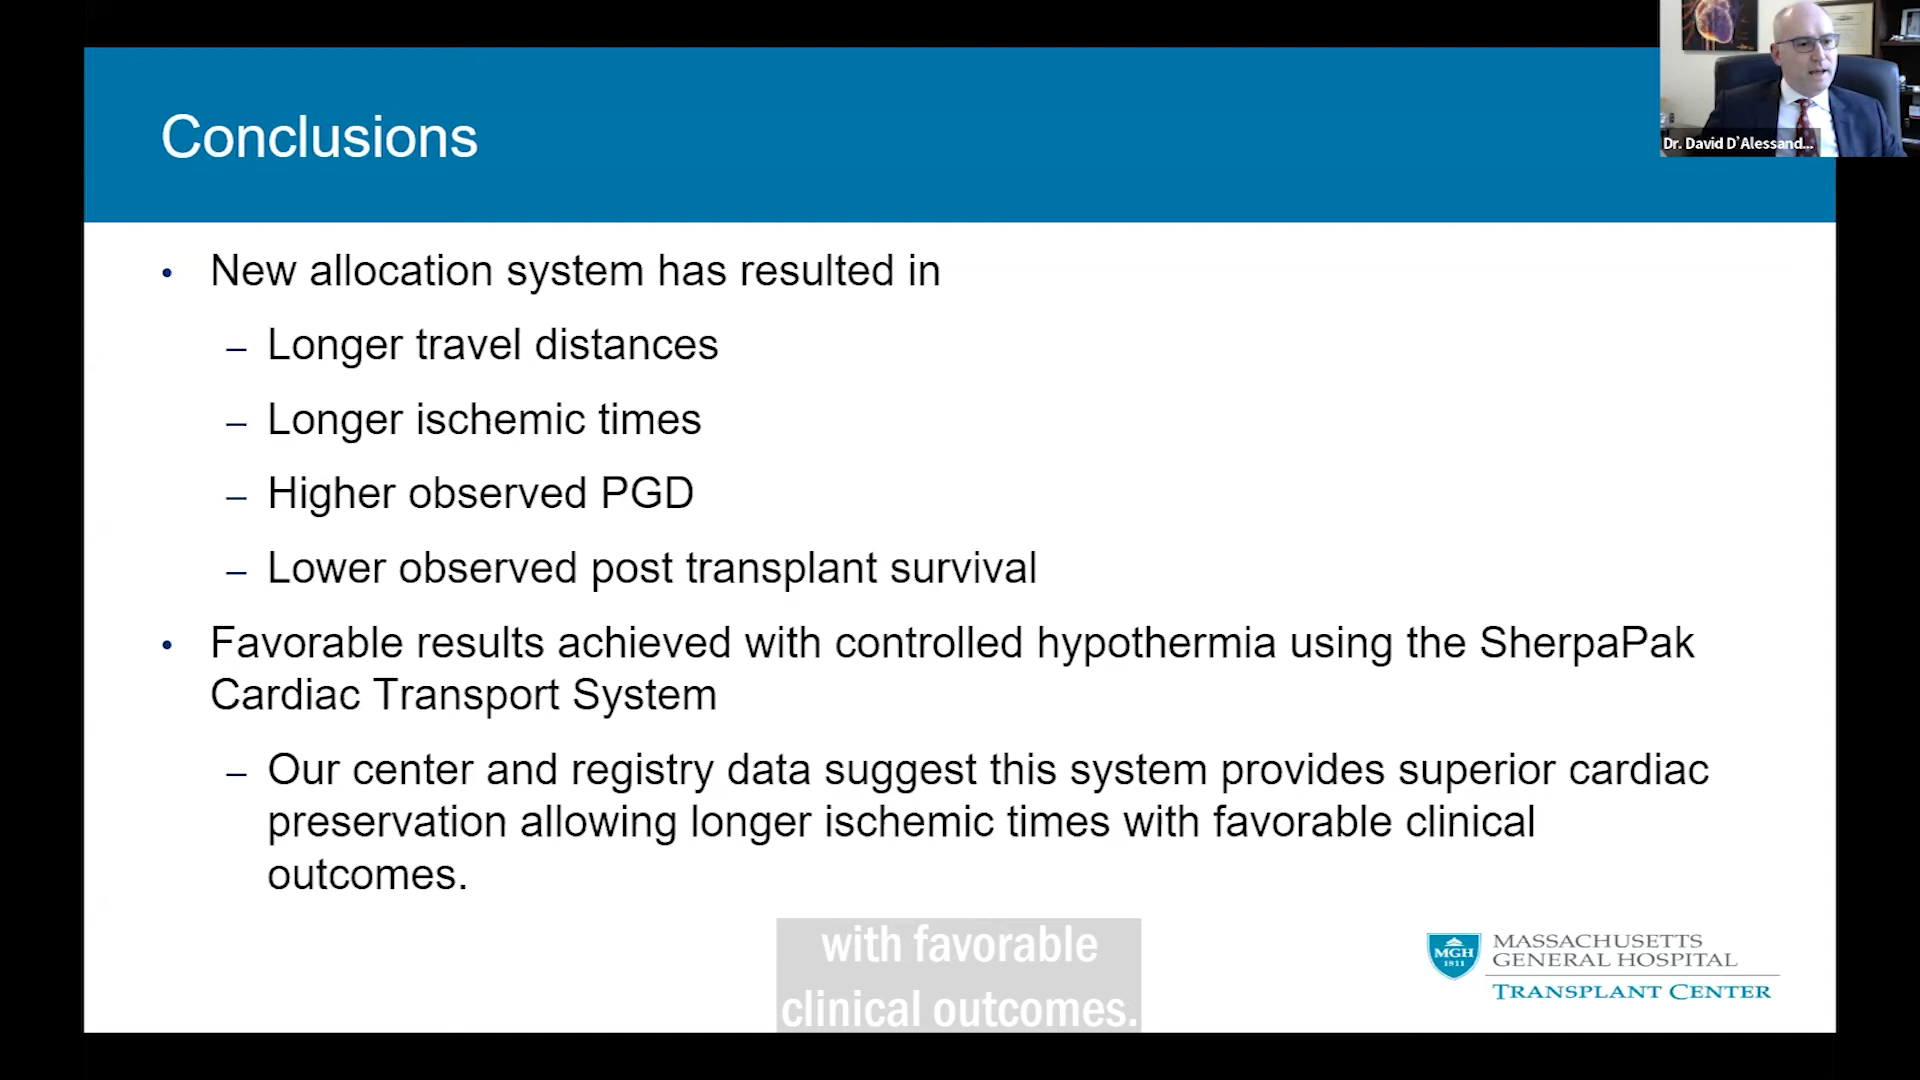 Conclusions
Dr. David D'Alessand...
• New allocation system has resulted in
– Longer travel distances
– Longer ischemic times
– Higher observed PGD
– Lower observed post transplant survival
• Favorable results achieved with controlled hypothermia using the SherpaPak
Cardiac Transport System
– Our center and registry data suggest this system provides superior cardiac
preservation allowing longer ischemic times with favorable clinical
outcomes.
with favorable
clinical outcomes.
MGH
1811
MASSACHUSETTS
GENERAL HOSPITAL
TRANSPLANT CENTER